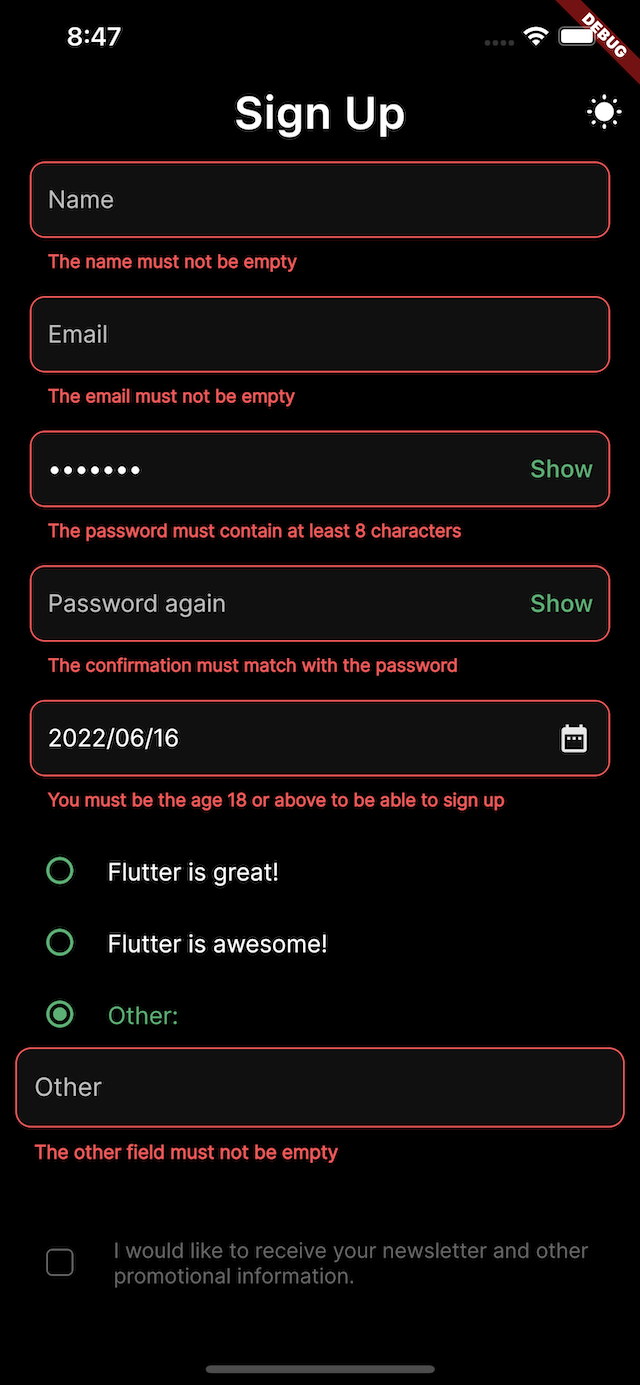 8:47
DEBUG
Sign Up
Name
The name must not be empty
Email
The email must not be empty
••••••• Show
The password must contain at least 8 characters
Password again Show
The confirmation must match with the password
2022/06/16
You must be the age 18 or above to be able to sign up
Flutter is great!
Flutter is awesome!
Other:
Other
The other field must not be empty
I would like to receive your newsletter and other
promotional information.